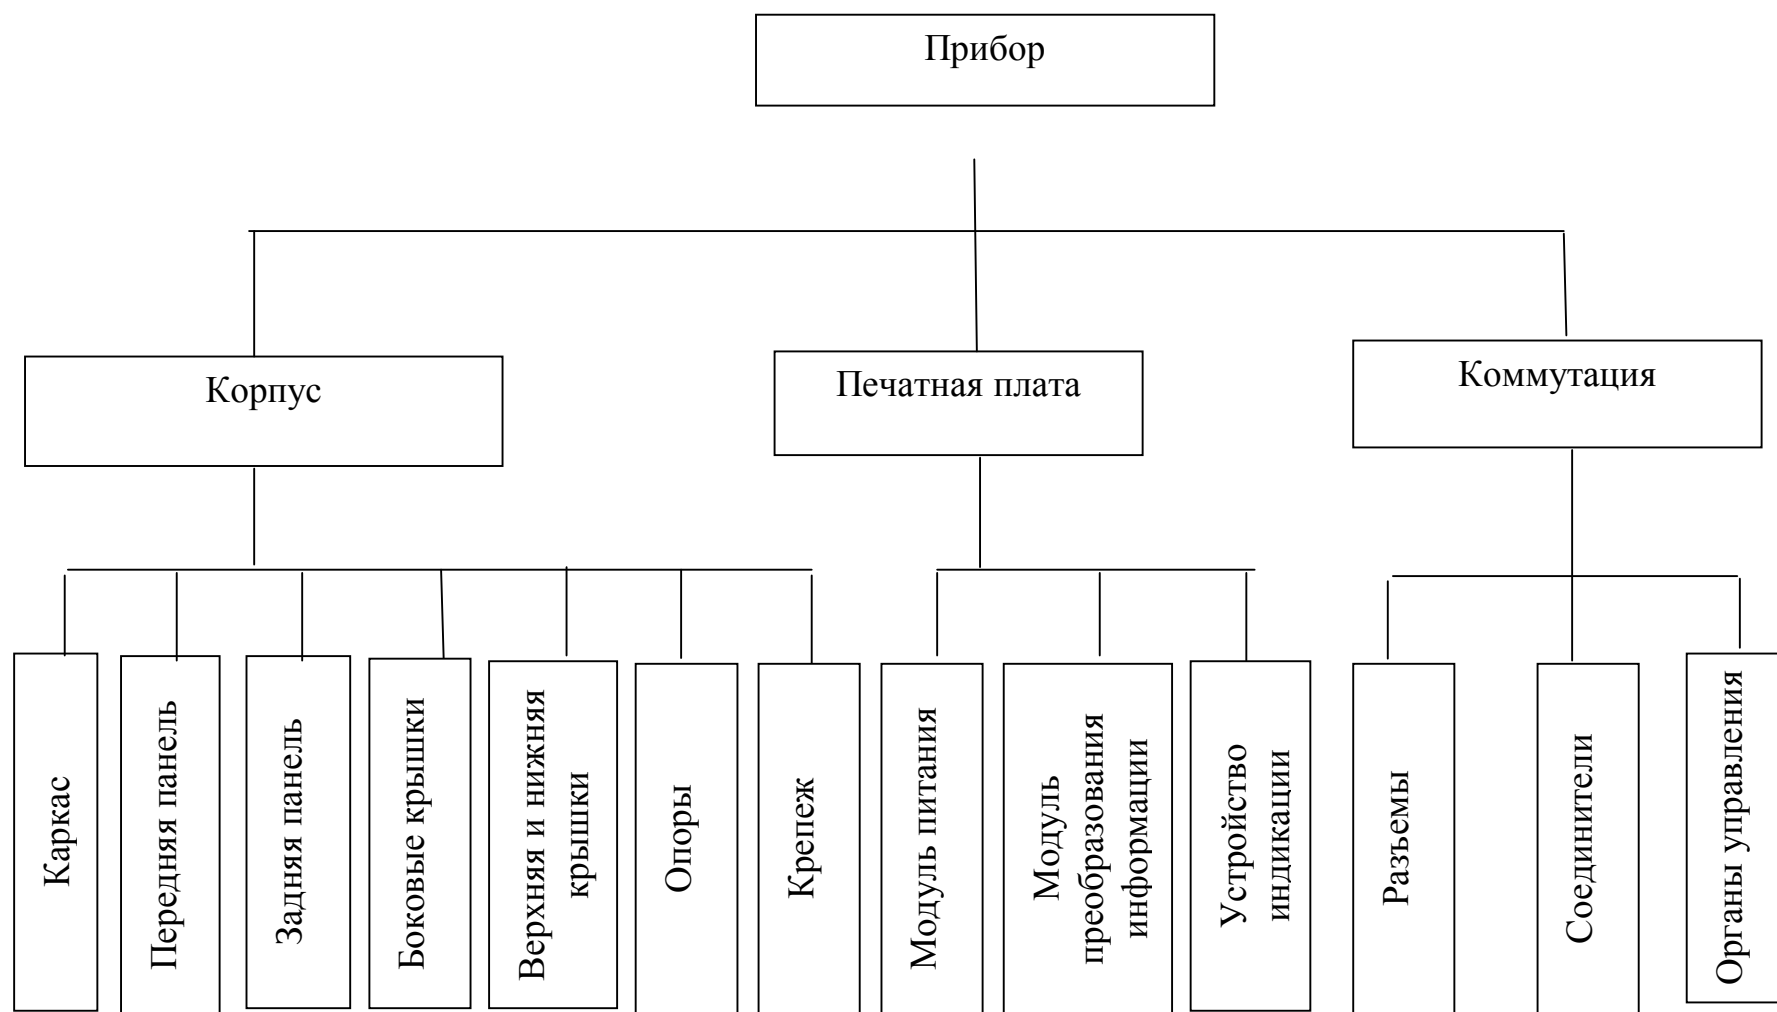 Прибор
Корпус
Печатная плата
Коммутация
Каркас
Передняя панель
Задняя панель
Боковые крышки
Верхняя и нижняя
крышки
Опоры
Крепеж
Модуль питания
Модуль
преобразования
информации
Устройство
индикации
Разъемы
Соединители
Органы управления